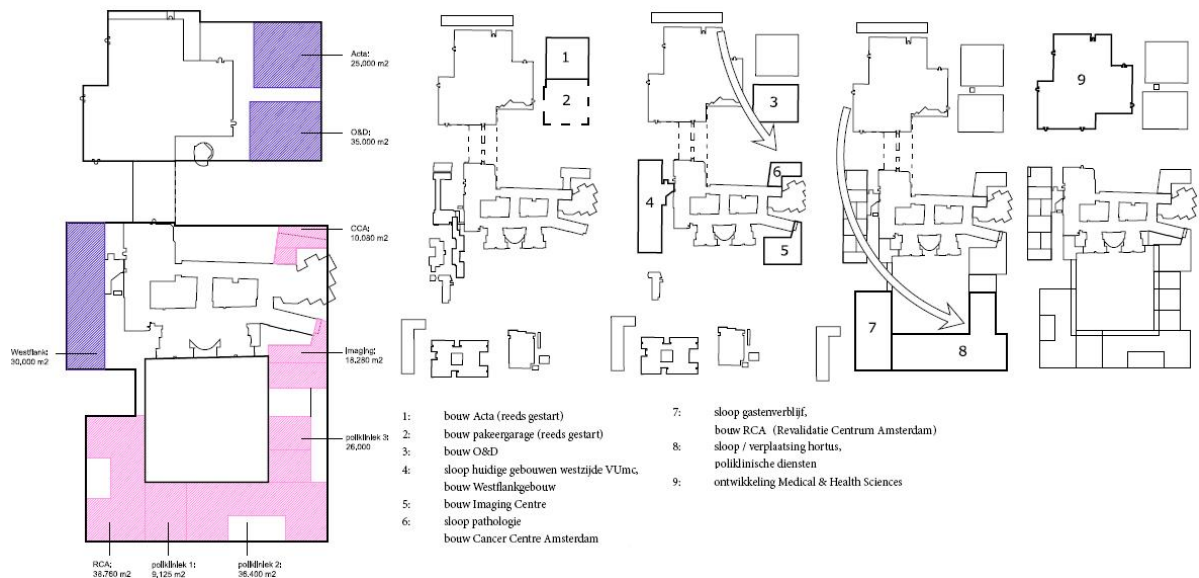 Acta:
25,000 m2
O&D:
35,000 m2
CCA:
10,080 m2
Westflank:
30,000 m2
Imaging:
18,280 m2
polikliniek 3:
26,000
RCA:
38,760 m2
polikliniek 1:
9,125 m2
polikliniek 2:
36,400 m2
1
2
3
4
5
6
7
8
9
1: bouw Acta (reeds gestart)
2: bouw pakeergarage (reeds gestart)
3: bouw O&D
4: sloop huidige gebouwen westzijde VUmc,
bouw Westflankgebouw
5: bouw Imaging Centre
6: sloop pathologie
bouw Cancer Centre Amsterdam
7: sloop gastenverblijf,
bouw RCA (Revalidatie Centrum Amsterdam)
8: sloop / verplaatsing hortus,
poliklinische diensten
9: ontwikkeling Medical & Health Sciences